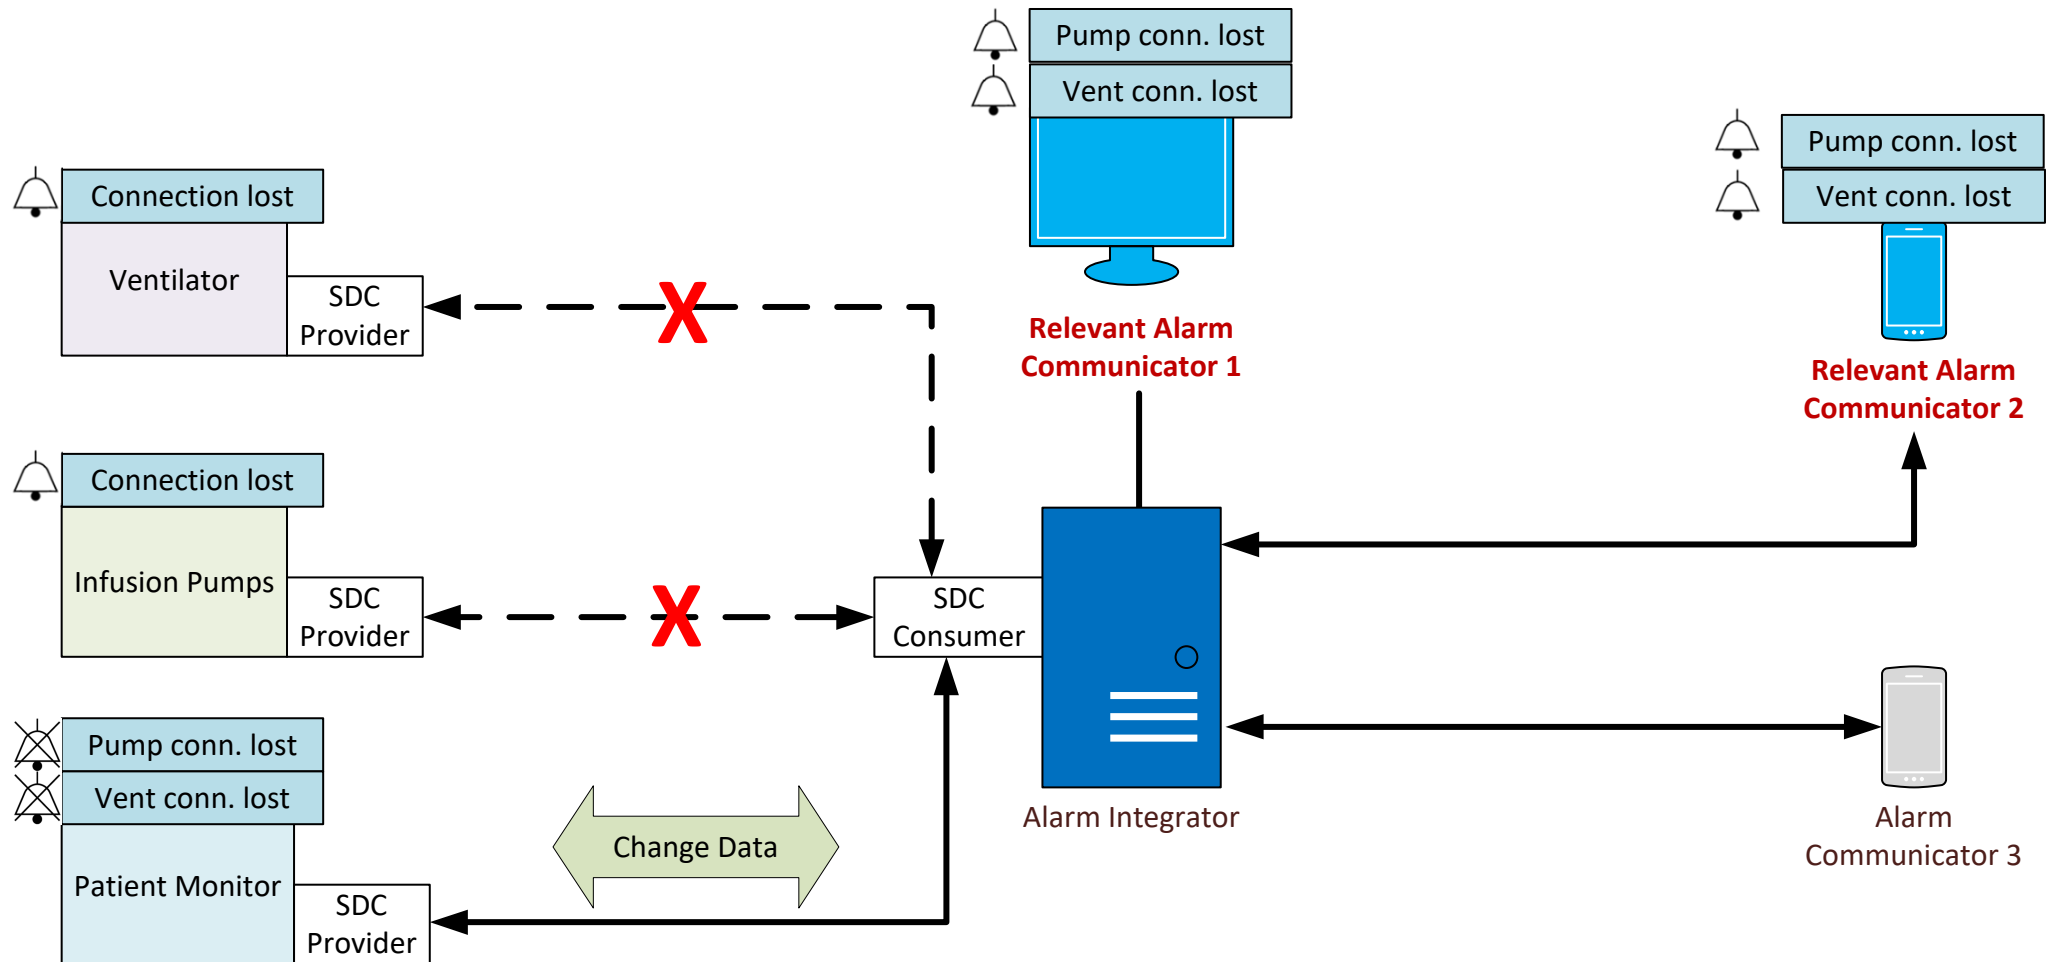 Pump conn. lost
Vent conn. lost
Pump conn. lost
Vent conn. lost
Connection lost
Ventilator
SDC
Provider
X
Relevant Alarm
Communicator 1
Relevant Alarm
Communicator 2
Connection lost
Infusion Pumps
SDC
Provider
X
SDC
Consumer
Pump conn. lost
Vent conn. lost
Patient Monitor
SDC
Provider
Change Data
Alarm Integrator
Alarm
Communicator 3